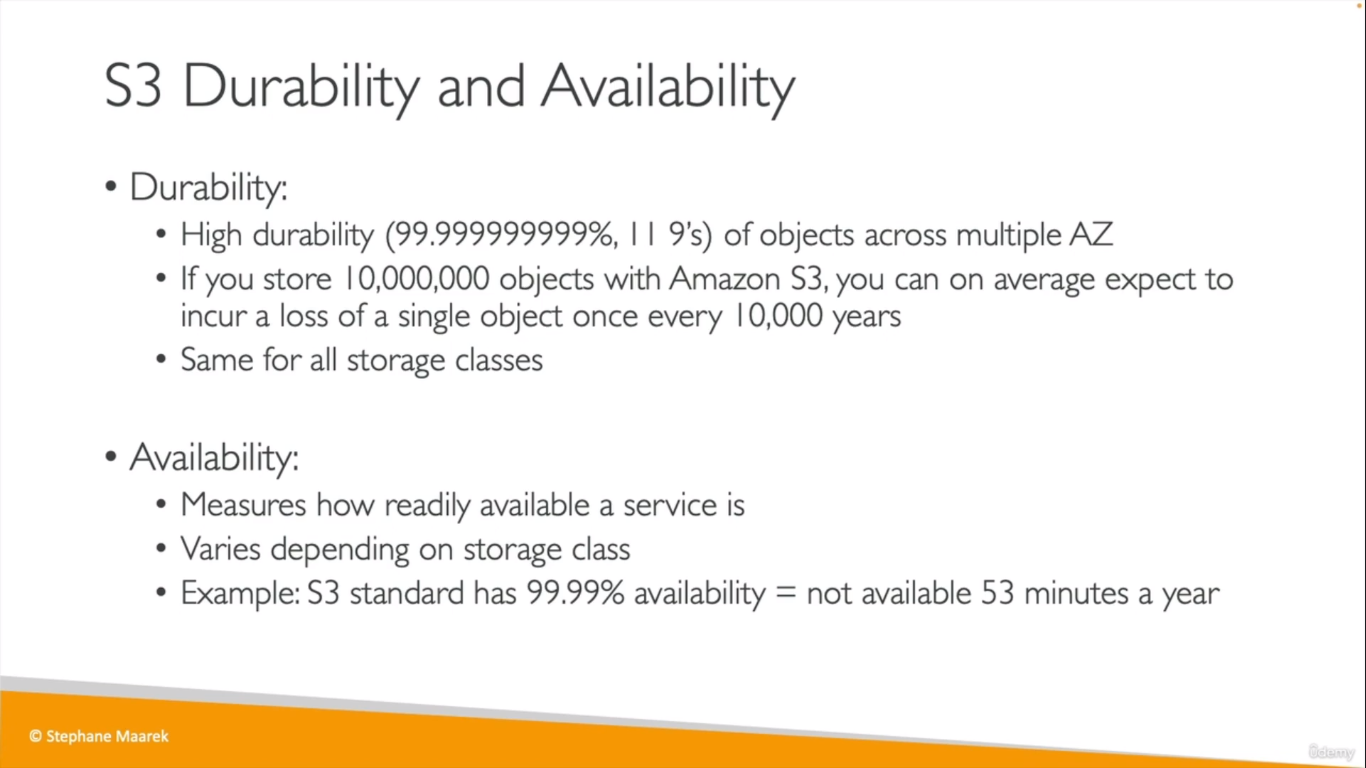 S3 Durability and Availability
• Durability:
• High durability (99.999999999%, 11 9's) of objects across multiple AZ
• If you store 10,000,000 objects with Amazon S3, you can on average expect to
incur a loss of a single object once every 10,000 years
• Same for all storage classes
• Availability:
• Measures how readily available a service is
• Varies depending on storage class
• Example: S3 standard has 99.99% availability = not available 53 minutes a year
© Stephane Maarek
ûdemy